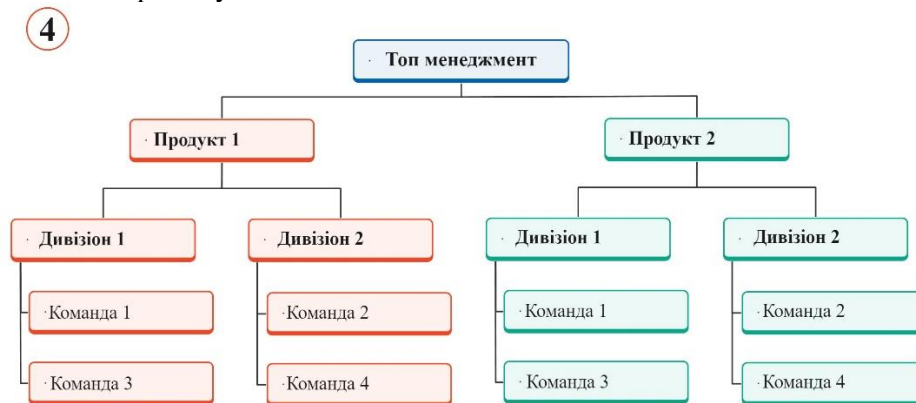 4
Топ менеджмент
Продукт 1
Продукт 2
Дивізіон 1
Дивізіон 2
Дивізіон 1
Дивізіон 2
Команда 1
Команда 2
Команда 1
Команда 2
Команда 3
Команда 4
Команда 3
Команда 4